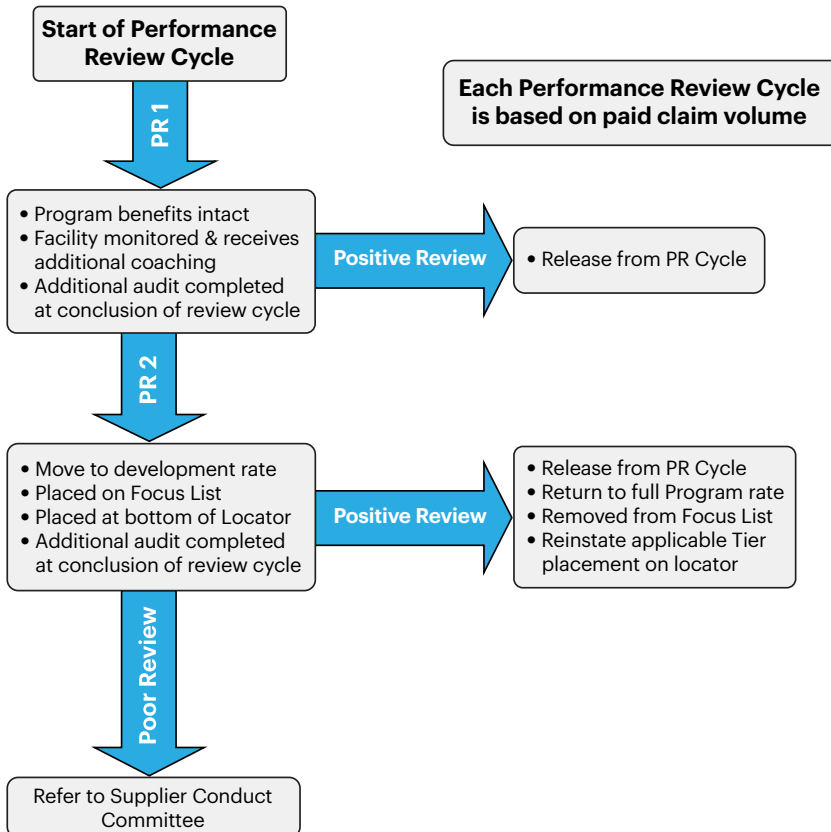 Start of Performance
Review Cycle
Each Performance Review Cycle
is based on paid claim volume
PR 1
• Program benefits intact
• Facility monitored & receives
additional coaching
• Additional audit completed
at conclusion of review cycle
Positive Review
• Release from PR Cycle
PR 2
• Move to development rate
• Placed on Focus List
• Placed at bottom of Locator
• Additional audit completed
at conclusion of review cycle
Positive Review
• Release from PR Cycle
• Return to full Program rate
• Removed from Focus List
• Reinstate applicable Tier
placement on locator
Poor Review
Refer to Supplier Conduct
Committee